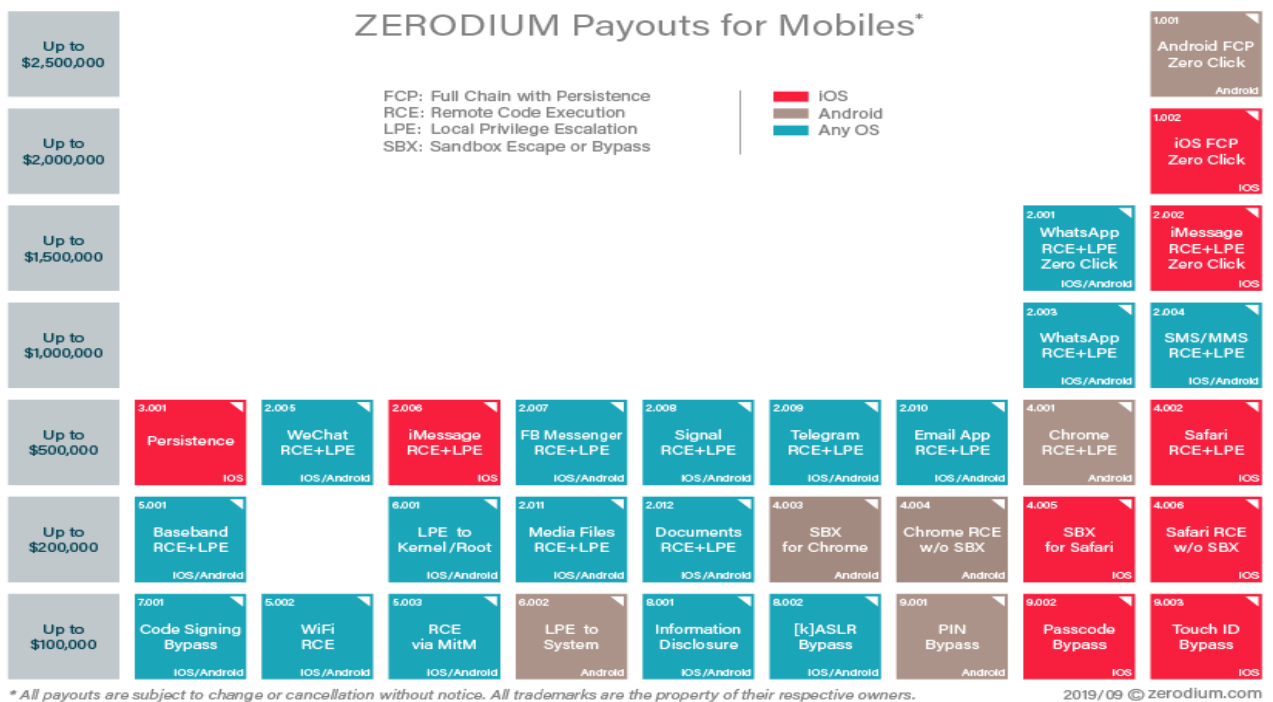 ZERODIUM Payouts for Mobiles*
FCP: Full Chain with Persistence
RCE: Remote Code Execution
LPE: Local Privilege Escalation
SBX: Sandbox Escape or Bypass
iOS
Android
Any OS
Up to
$2,500,000
1.001
Android FCP
Zero Click
Android
Up to
$2,000,000
1.002
iOS FCP
Zero Click
iOS
Up to
$1,500,000
2.001
WhatsApp
RCE+LPE
Zero Click
iOS/Android
2.002
iMessage
RCE+LPE
Zero Click
iOS
Up to
$1,000,000
2.003
WhatsApp
RCE+LPE
iOS/Android
2.004
SMS/MMS
RCE+LPE
iOS/Android
Up to
$500,000
3.001
Persistence
iOS
2.005
WeChat
RCE+LPE
iOS/Android
2.006
iMessage
RCE+LPE
iOS
2.007
FB Messenger
RCE+LPE
iOS/Android
2.008
Signal
RCE+LPE
iOS/Android
2.009
Telegram
RCE+LPE
iOS/Android
2.010
Email App
RCE+LPE
iOS/Android
4.001
Chrome
RCE+LPE
Android
4.002
Safari
RCE+LPE
iOS
Up to
$200,000
5.001
Baseband
RCE+LPE
iOS/Android
6.001
LPE to
Kernel/Root
iOS/Android
2.011
Media Files
RCE+LPE
iOS/Android
2.012
Documents
RCE+LPE
iOS/Android
4.003
SBX
for Chrome
Android
4.004
Chrome RCE
w/o SBX
Android
4.005
SBX
for Safari
iOS
4.006
Safari RCE
w/o SBX
iOS
Up to
$100,000
7.001
Code Signing
Bypass
iOS/Android
5.002
WiFi
RCE
iOS/Android
5.003
RCE
via MitM
iOS/Android
6.002
LPE to
System
Android
8.001
Information
Disclosure
iOS/Android
8.002
[k]ASLR
Bypass
iOS/Android
9.001
PIN
Bypass
Android
9.002
Passcode
Bypass
iOS
9.003
Touch ID
Bypass
iOS
* All payouts are subject to change or cancellation without notice. All trademarks are the property of their respective owners.
2019/09 © zerodium.com